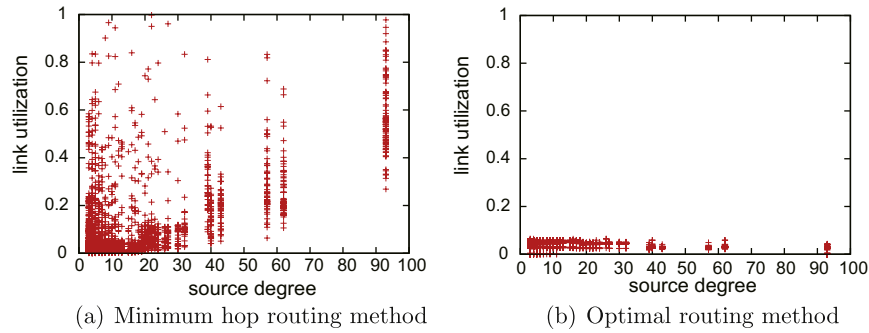 1
0.8
0.6
0.4
0.2
0
link utilization
0 10 20 30 40 50 60 70 80 90 100
source degree
(a) Minimum hop routing method
1
0.8
0.6
0.4
0.2
0
link utilization
0 10 20 30 40 50 60 70 80 90 100
source degree
(b) Optimal routing method